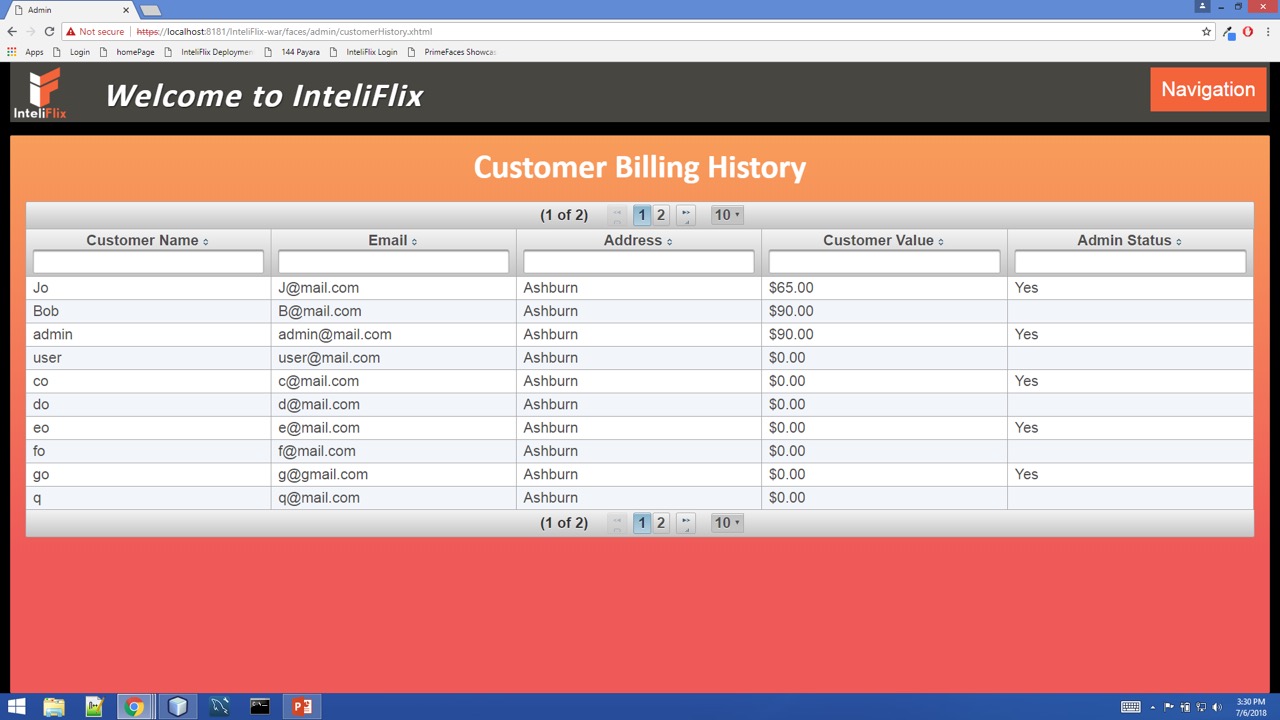 Admin
Not secure https://localhost:8181/InteliFlix-war/faces/admin/customerHistory.xhtml
Apps Login homePage InteliFlix Deploymen 144 Payara InteliFlix Login PrimeFaces Showcas
InteliFlix
Welcome to InteliFlix
Navigation
Customer Billing History
(1 of 2) 1 2 10
Customer Name Email Address Customer Value Admin Status
Jo J@mail.com Ashburn $65.00 Yes
Bob B@mail.com Ashburn $90.00
admin admin@mail.com Ashburn $90.00 Yes
user user@mail.com Ashburn $0.00
co c@mail.com Ashburn $0.00 Yes
do d@mail.com Ashburn $0.00
eo e@mail.com Ashburn $0.00 Yes
fo f@mail.com Ashburn $0.00
go g@gmail.com Ashburn $0.00 Yes
q q@mail.com Ashburn $0.00
(1 of 2) 1 2 10
3:30 PM
7/6/2018